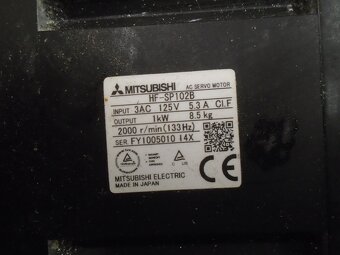 MITSUBISHI AC SERVO MOTOR
HF-SP102B
INPUT 3AC 125V 5.3A Cl.F
OUTPUT 1kW 8.5kg
2000 r/min (133Hz)
SER. FY1005010 14X
MITSUBISHI ELECTRIC
MADE IN JAPAN
CE